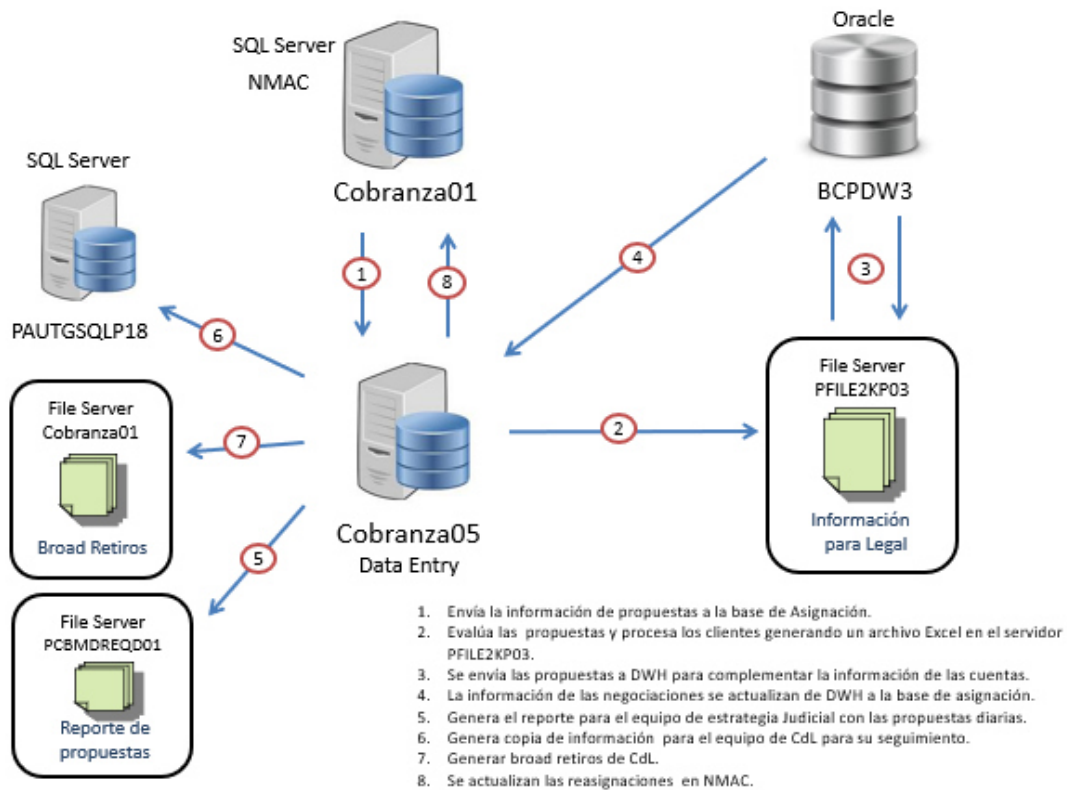 SQL Server
NMAC
Cobranza01
Oracle
BCPDW3
SQL Server
PAUTGSQLP18
1
8
4
3
6
File Server
Cobranza01
Broad Retiros
7
2
File Server
PFILE2KP03
Información
para Legal
Cobranza05
Data Entry
5
File Server
PCBMDREQD01
Reporte de
propuestas
1. Envía la información de propuestas a la base de Asignación.
2. Evalúa las propuestas y procesa los clientes generando un archivo Excel en el servidor
PFILE2KP03.
3. Se envía las propuestas a DWH para complementar la información de las cuentas.
4. La información de las negociaciones se actualizan de DWH a la base de asignación.
5. Genera el reporte para el equipo de estrategia Judicial con las propuestas diarias.
6. Genera copia de información para el equipo de CdL para su seguimiento.
7. Generar broad retiros de CdL.
8. Se actualizan las reasignaciones en NMAC.